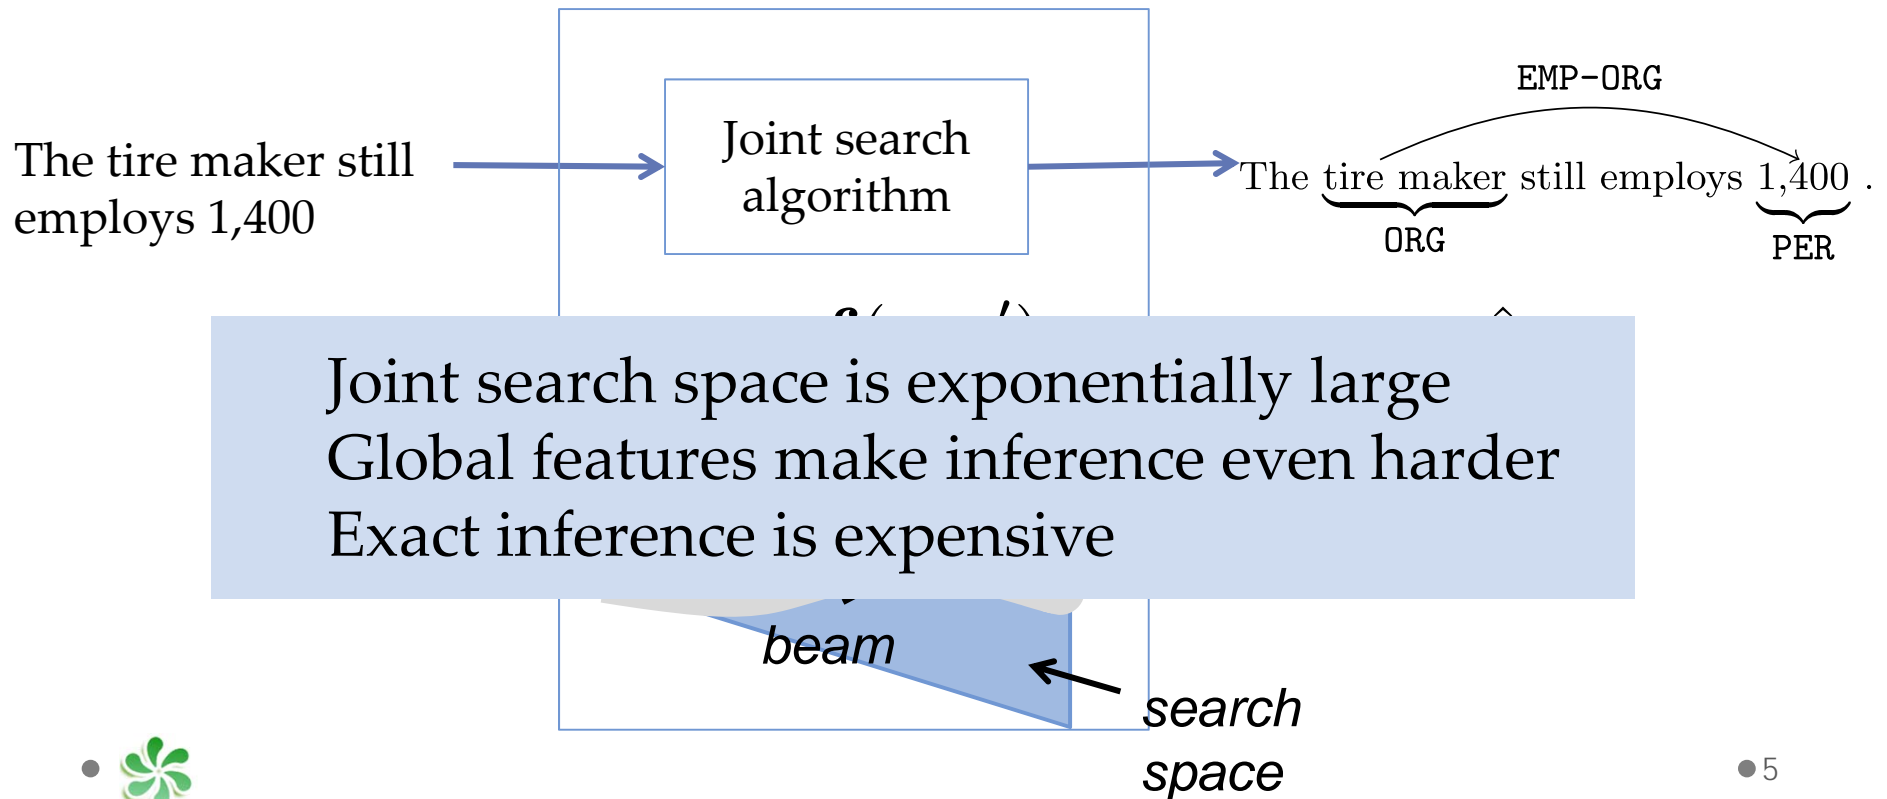 The tire maker still
employs 1,400
Joint search
algorithm
EMP-ORG
The tire maker still employs 1,400 .
ORG
PER
Joint search space is exponentially large
Global features make inference even harder
Exact inference is expensive
beam
search
space
5